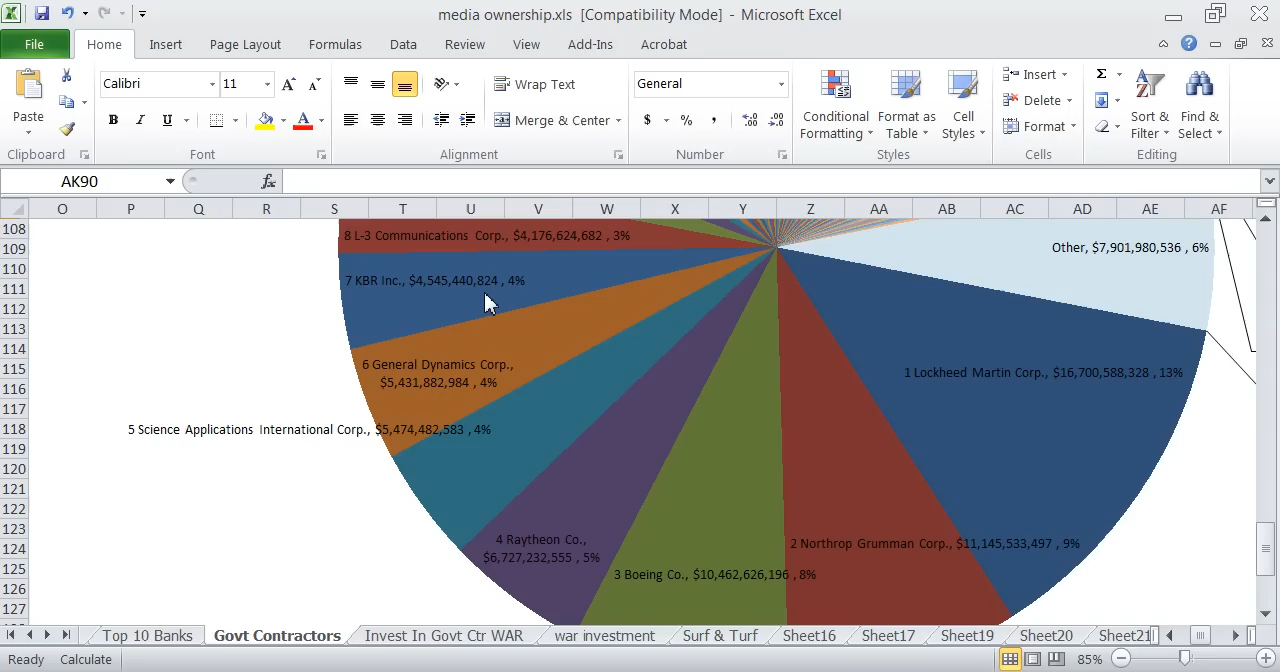 media ownership.xls [Compatibility Mode] - Microsoft Excel
File Home Insert Page Layout Formulas Data Review View Add-Ins Acrobat
Paste
Calibri 11
B I U A
Wrap Text
Merge & Center
General
$ % ,
Conditional Formatting
Format as Table
Cell Styles
Insert
Delete
Format
Σ
Sort & Filter
Find & Select
Clipboard Font Alignment Number Styles Cells Editing
AK90 fx
O P Q R S T U V W X Y Z AA AB AC AD AE AF
108
109
110
111
112
113
114
115
116
117
118
119
120
121
122
123
124
125
126
127
8 L-3 Communications Corp., $4,176,624,682 , 3%
Other, $7,901,980,536 , 6%
7 KBR Inc., $4,545,440,824 , 4%
6 General Dynamics Corp.,
$5,431,882,984 , 4%
1 Lockheed Martin Corp., $16,700,588,328 , 13%
5 Science Applications International Corp., $5,474,482,583 , 4%
4 Raytheon Co.,
$6,727,232,555 , 5%
2 Northrop Grumman Corp., $11,145,533,497 , 9%
3 Boeing Co., $10,462,626,196 , 8%
Top 10 Banks Govt Contractors Invest In Govt Ctr WAR war investment Surf & Turf Sheet16 Sheet17 Sheet19 Sheet20 Sheet21
Ready Calculate 85%